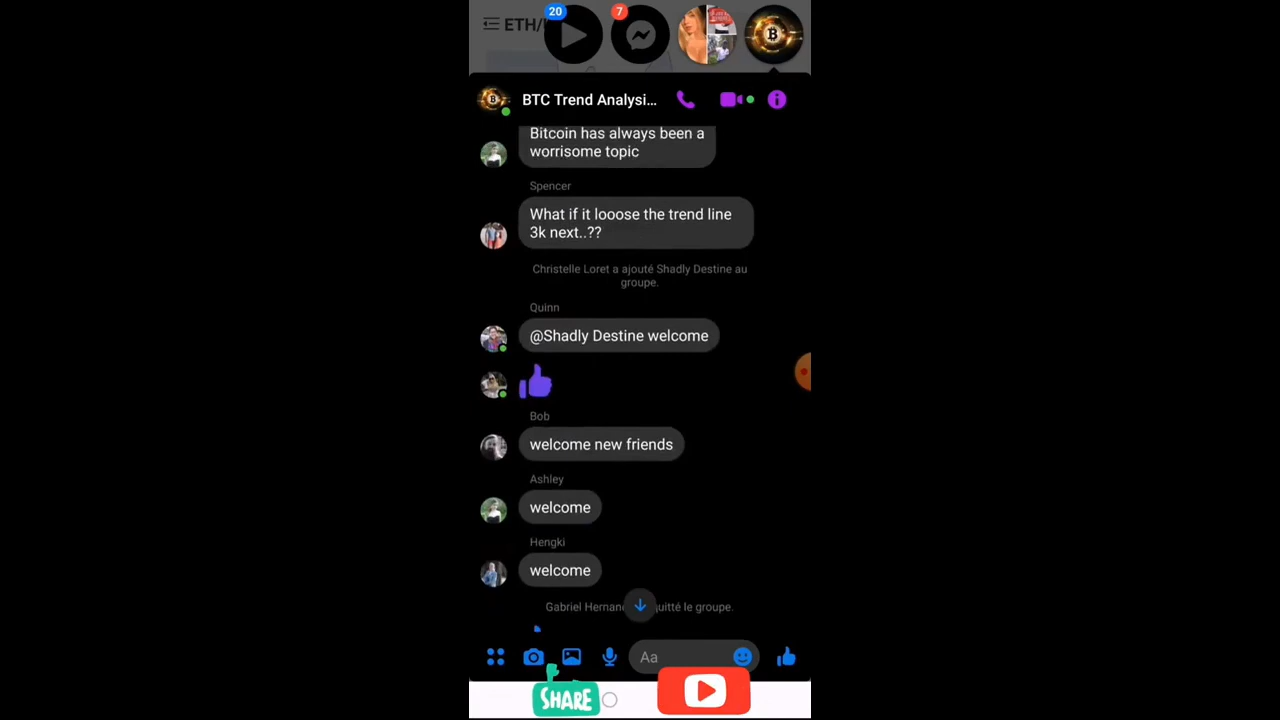 20
7
ETH/
BTC Trend Analysi...
Bitcoin has always been a
worrisome topic
Spencer
What if it looose the trend line
3k next..??
Christelle Loret a ajouté Shadly Destine au
groupe.
Quinn
@Shadly Destine welcome
Bob
welcome new friends
Ashley
welcome
Hengki
welcome
Gabriel Hernan uitté le groupe.
Aa
SHARE